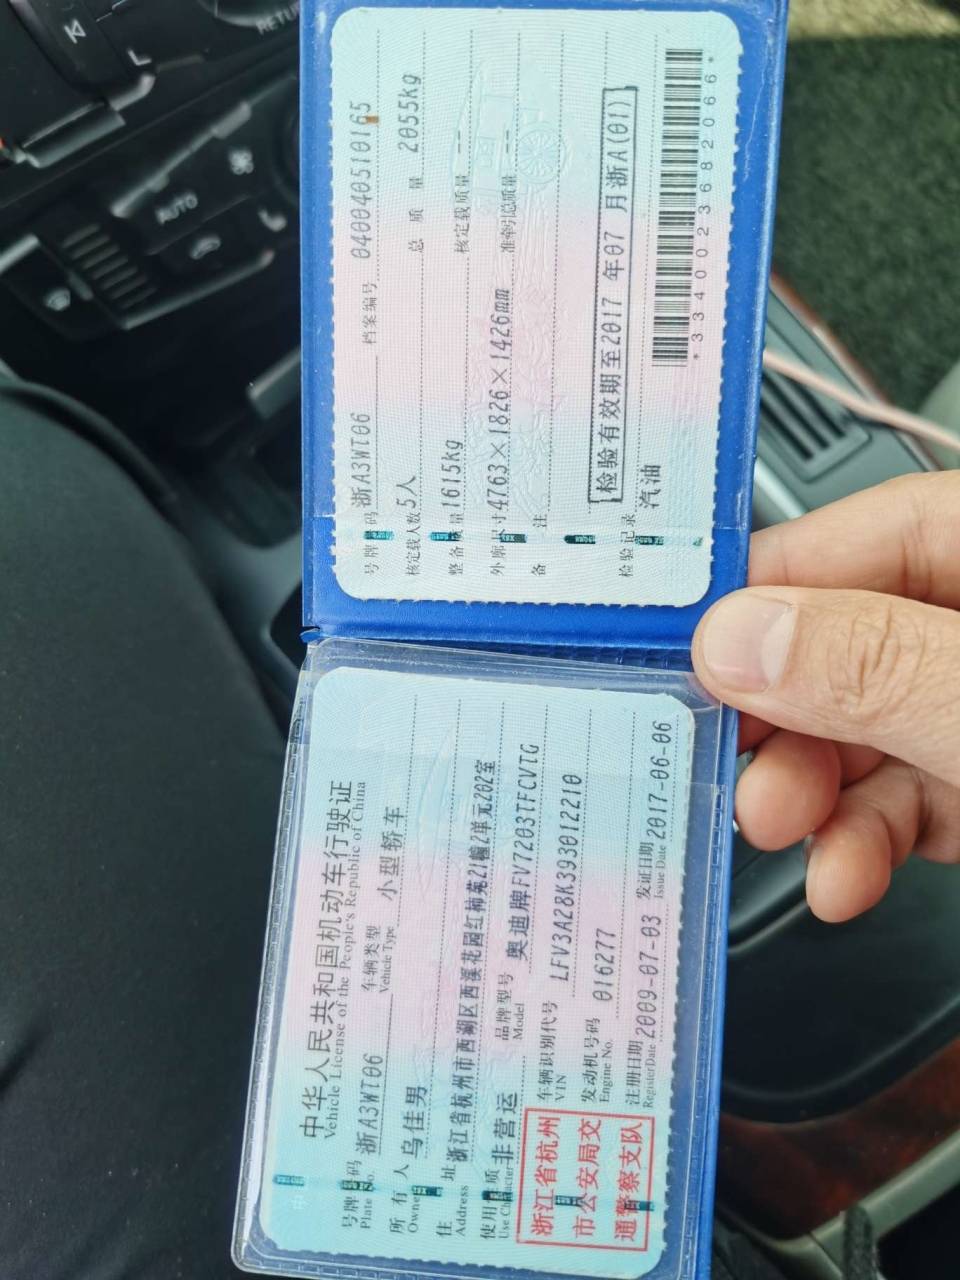 中华人民共和国机动车行驶证
Vehicle License of the People's Republic of China
号牌号码 Plate No. 浙A3WT06 车辆类型 Vehicle Type 小型轿车
所有人 Owner 乌佳男
住址 Address 浙江省杭州市西湖区西溪花园红柿苑21幢2单元202室
使用性质 Use Character 非营运 品牌型号 Model 奥迪牌FV7203TFCVTG
浙江省杭州市公安局交通警察支队
车辆识别代号 VIN LFV3A28K393012210
发动机号码 Engine No. 016277
注册日期 Register Date 2009-07-03 发证日期 Issue Date 2017-06-06
号牌号码 浙A3WT06 档案编号 040040510165
核定载人数 5人 总质量 2055kg
整备质量 1615kg 核定载质量 --
外廓尺寸 4763×1826×1426mm 准牵引总质量 --
备注
检验有效期至2017年07月浙A(01)
检验记录
汽油
*3340023682066*
AUTO
RETU